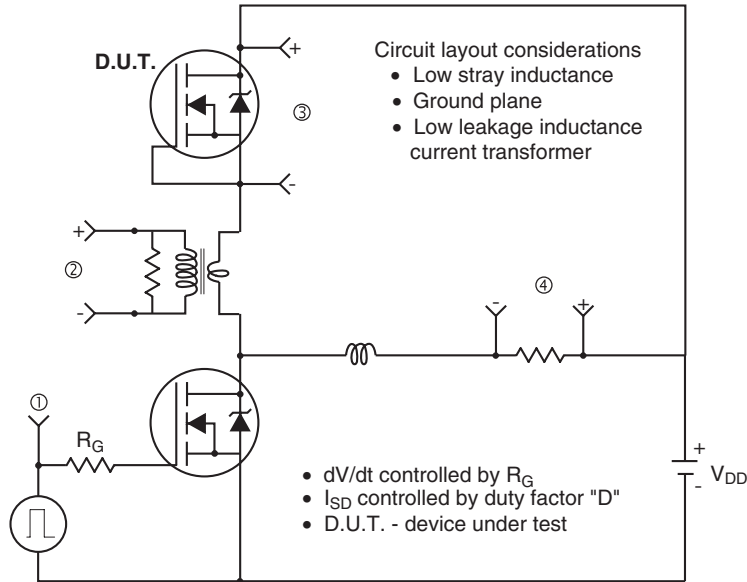 D.U.T.
+
③
-
Circuit layout considerations
• Low stray inductance
• Ground plane
• Low leakage inductance
current transformer
+
②
-
④
- +
①
R_G
• dV/dt controlled by R_G
• I_SD controlled by duty factor "D"
• D.U.T. - device under test
+
V_DD
-